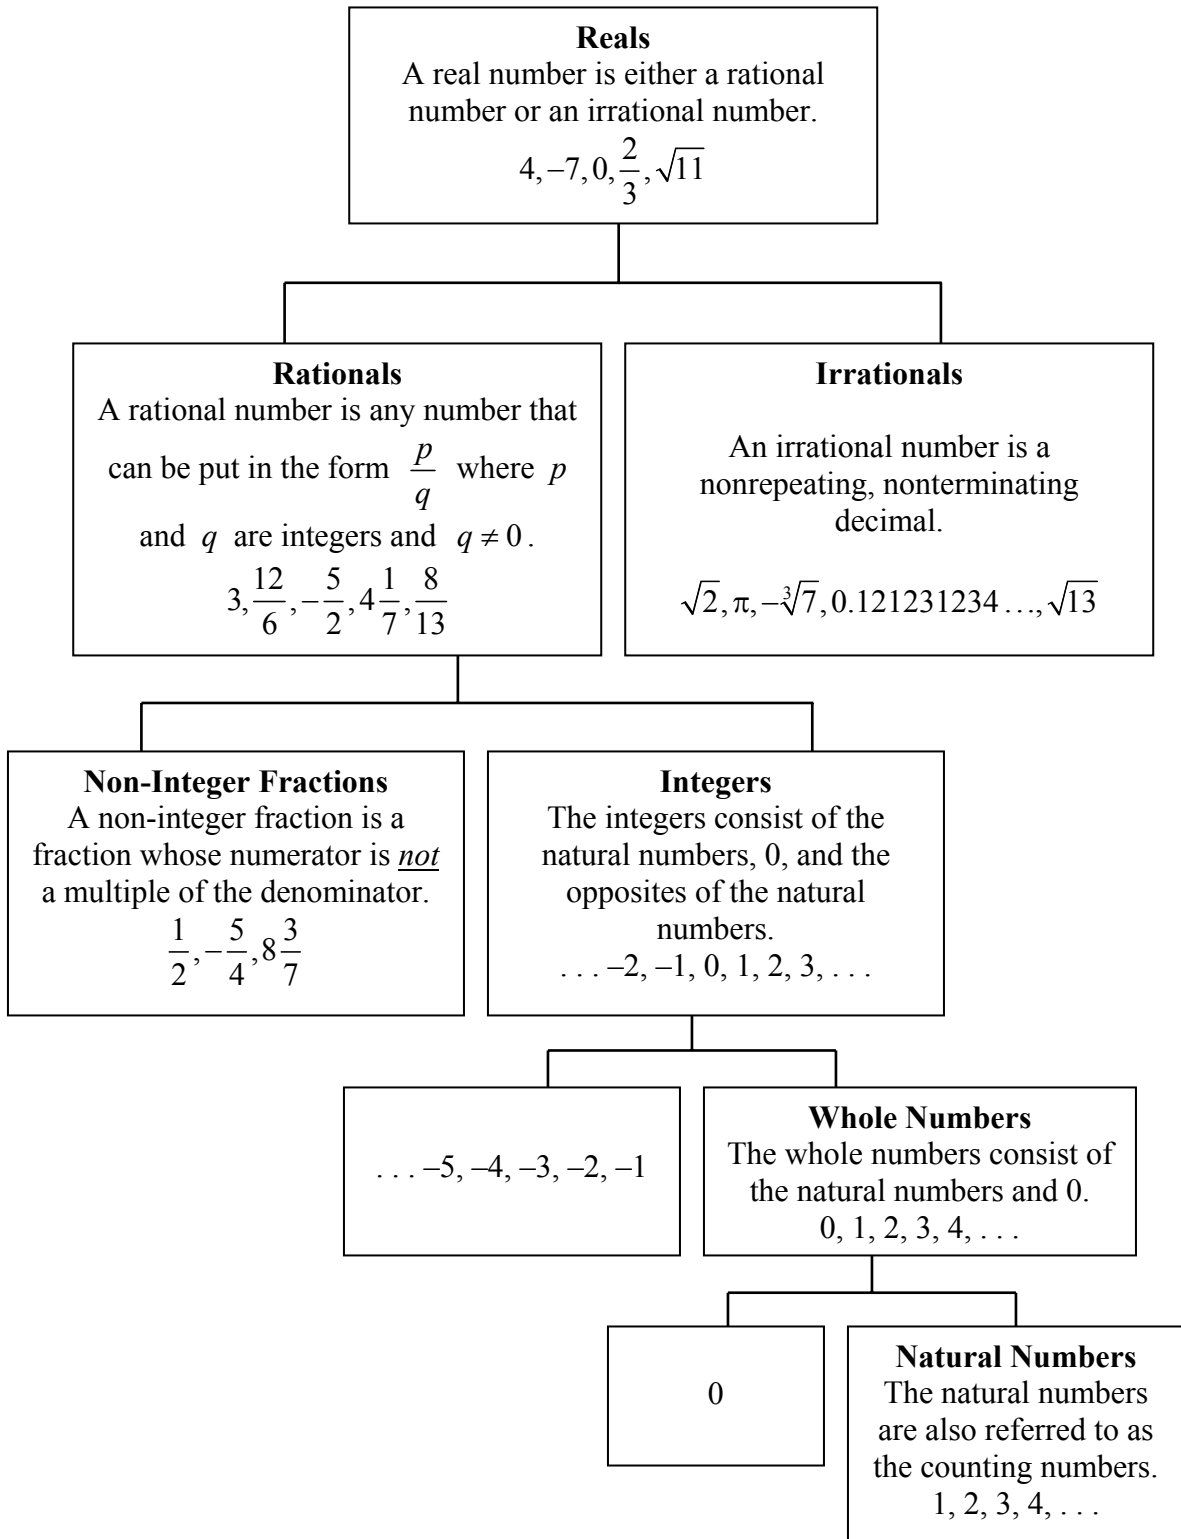 Reals
A real number is either a rational
number or an irrational number.
4, –7, 0, 2/3, √11
Rationals
A rational number is any number that
can be put in the form p/q where p
and q are integers and q ≠ 0.
3, 12/6, –5/2, 4 1/7, 8/13
Irrationals
An irrational number is a
nonrepeating, nonterminating
decimal.
√2, π, –∛7, 0.121231234…, √13
Non-Integer Fractions
A non-integer fraction is a
fraction whose numerator is not
a multiple of the denominator.
1/2, –5/4, 8 3/7
Integers
The integers consist of the
natural numbers, 0, and the
opposites of the natural
numbers.
. . . –2, –1, 0, 1, 2, 3, . . .
. . . –5, –4, –3, –2, –1
Whole Numbers
The whole numbers consist of
the natural numbers and 0.
0, 1, 2, 3, 4, . . .
0
Natural Numbers
The natural numbers
are also referred to as
the counting numbers.
1, 2, 3, 4, . . .